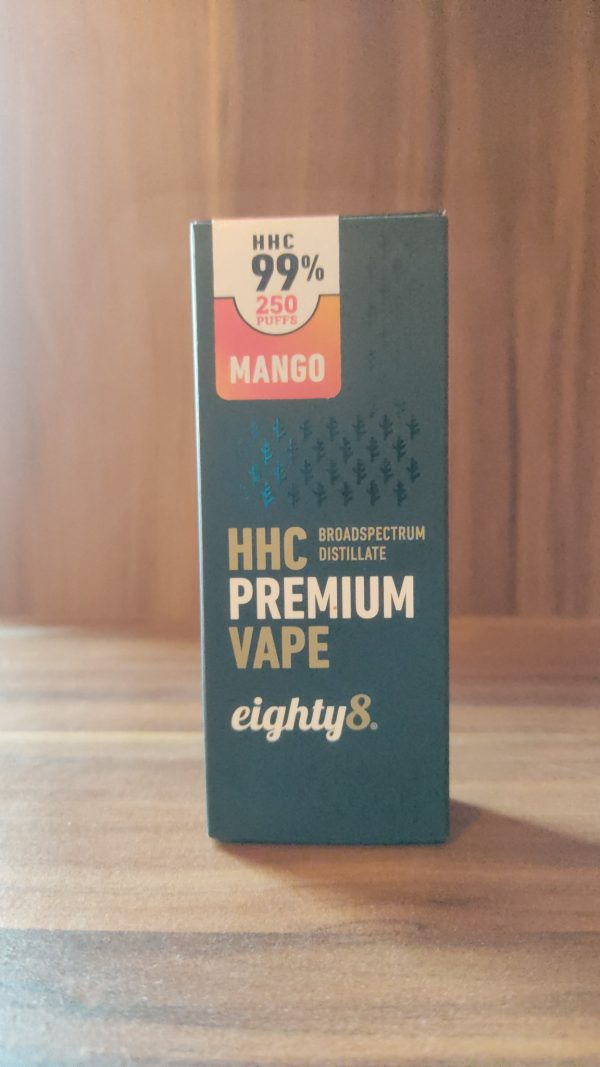 HHC
99%
250
PUFFS
MANGO
HHC BROADSPECTRUM
DISTILLATE
PREMIUM
VAPE
eighty8®